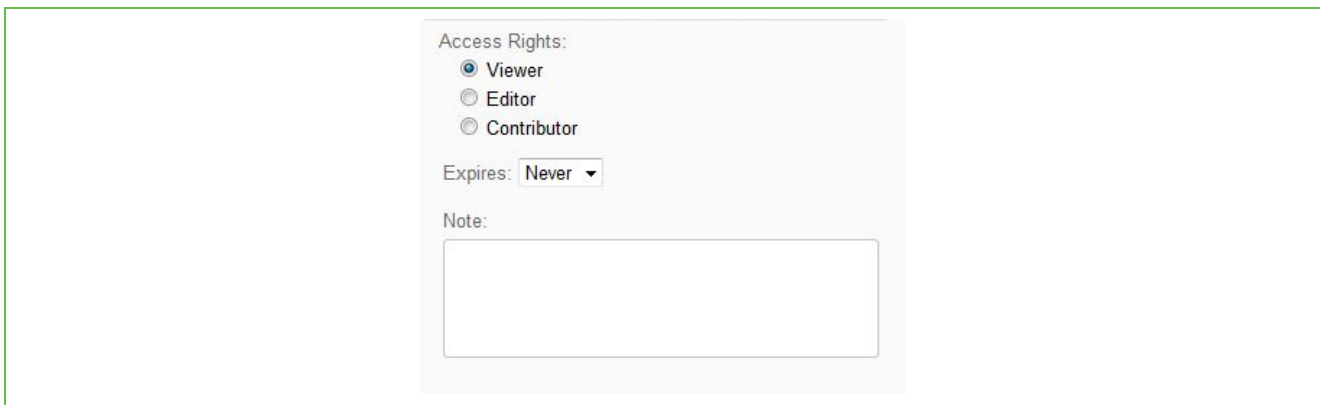 Access Rights:
Viewer
Editor
Contributor
Expires: Never
Note: